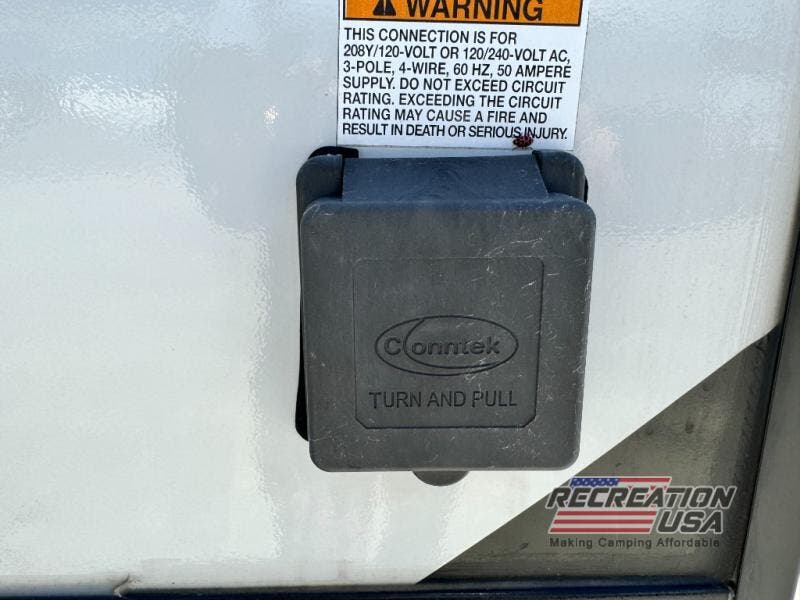 WARNING
THIS CONNECTION IS FOR
208Y/120-VOLT OR 120/240-VOLT AC,
3-POLE, 4-WIRE, 60 HZ, 50 AMPERE
SUPPLY. DO NOT EXCEED CIRCUIT
RATING. EXCEEDING THE CIRCUIT
RATING MAY CAUSE A FIRE AND
RESULT IN DEATH OR SERIOUS INJURY.
Conntek
TURN AND PULL
RECREATION
USA
Making Camping Affordable